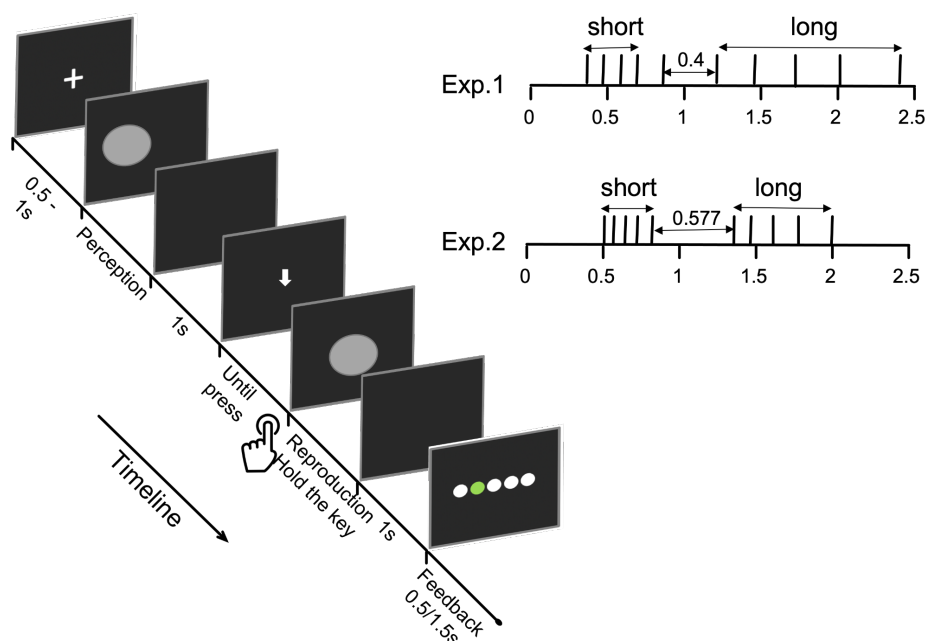 short
long
0.4
Exp.1
0
0.5
1
1.5
2
2.5
short
long
0.577
Exp.2
0
0.5
1
1.5
2
2.5
0.5 -
1s
Perception
1s
Until
press
Reproduction
Hold the key
1s
Feedback
0.5/1.5s
Timeline